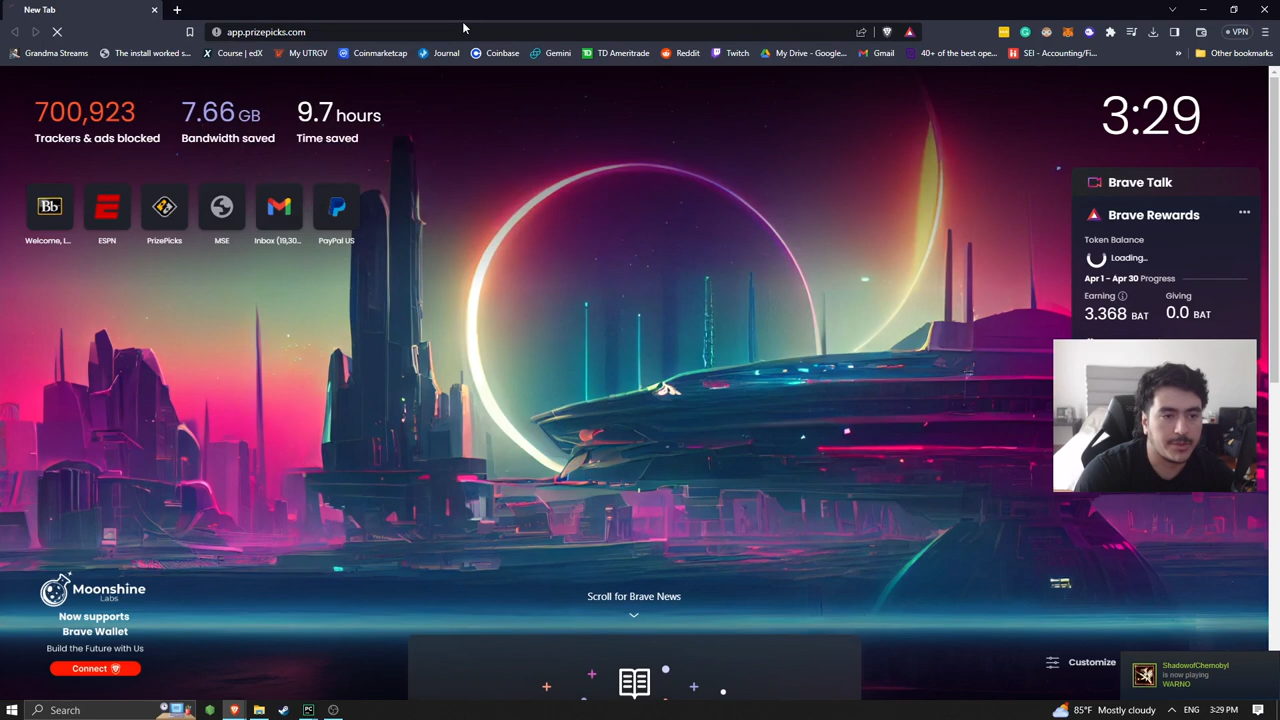 New Tab
app.prizepicks.com
VPN
Grandma Streams
The install worked s...
Course | edX
My UTRGV
Coinmarketcap
Journal
Coinbase
Gemini
TD Ameritrade
Reddit
Twitch
My Drive - Google...
Gmail
40+ of the best ope...
SEI - Accounting/Fi...
»
Other bookmarks
700,923
Trackers & ads blocked
7.66 GB
Bandwidth saved
9.7 hours
Time saved
3:29
Bb
Welcome, I...
ESPN
PrizePicks
MSE
Inbox (19,30...
PayPal US
Brave Talk
Brave Rewards
Token Balance
Loading...
Apr 1 - Apr 30 Progress
Earning
Giving
3.368 BAT
0.0 BAT
Moonshine
Labs
Now supports
Brave Wallet
Build the Future with Us
Connect
Scroll for Brave News
Customize
ShadowofChernobyl
is now playing
WARNO
Search
PC
85°F Mostly cloudy
ENG
3:29 PM